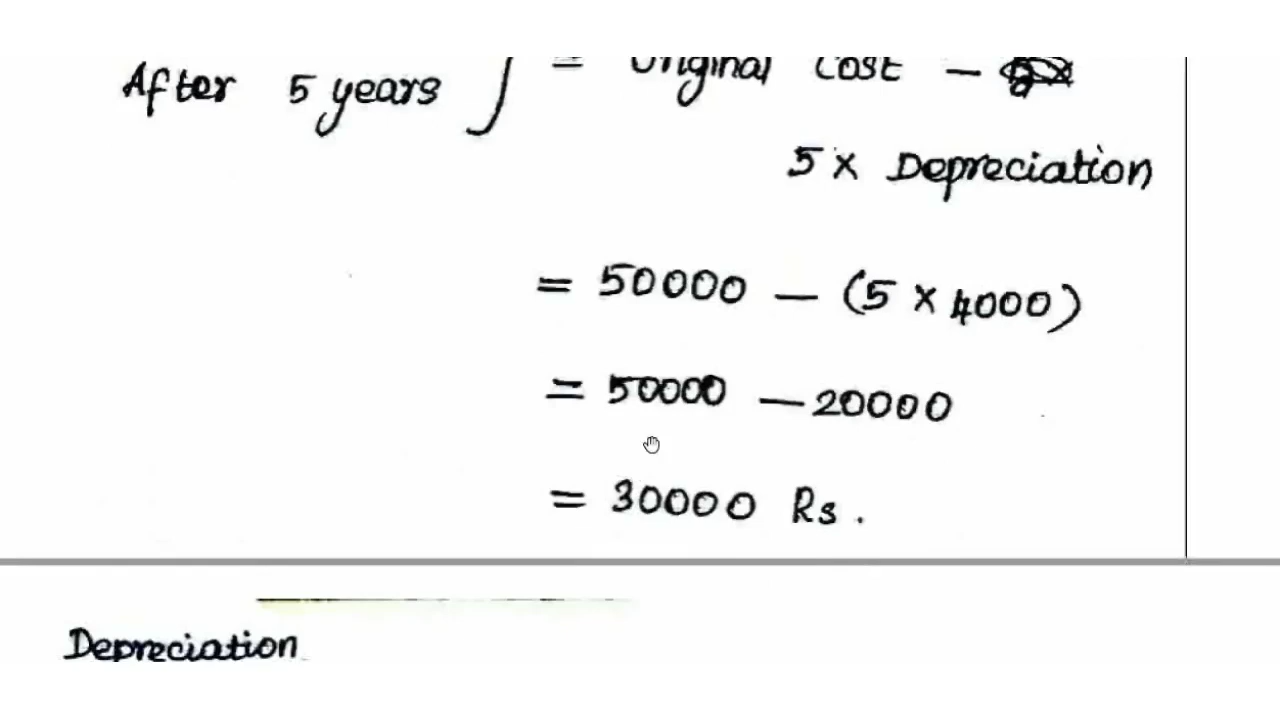 After 5 years } = Original Cost –
5 × Depreciation
= 50000 – (5 × 4000)
= 50000 – 20000
= 30000 Rs.
Depreciation